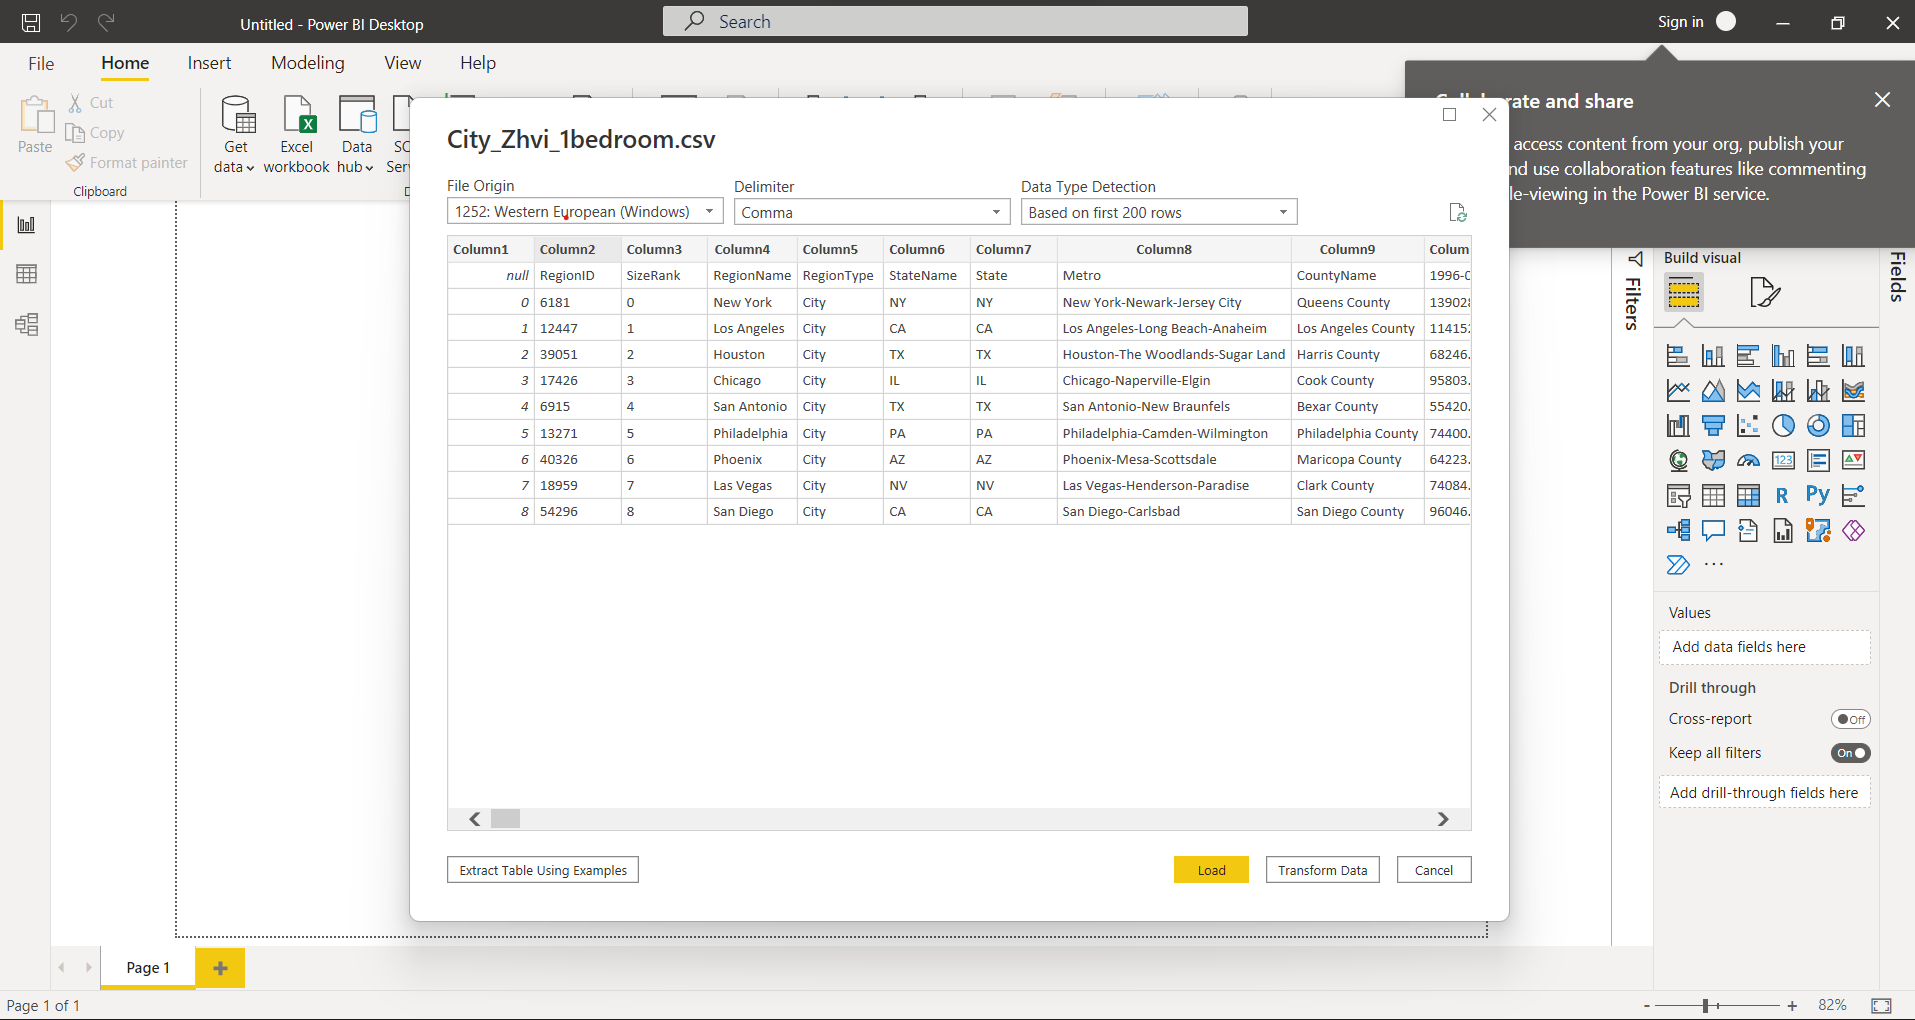 Untitled - Power BI Desktop
Search
Sign in
File Home Insert Modeling View Help
Paste
Cut
Copy
Format painter
Clipboard
Get data
Excel workbook
Data hub
and share
access content from your org, publish your
use collaboration features like commenting
in the Power BI service.
City_Zhvi_1bedroom.csv
File Origin
Delimiter
Data Type Detection
1252: Western European (Windows)
Comma
Based on first 200 rows
Column1 Column2 Column3 Column4 Column5 Column6 Column7 Column8 Column9 Colum
null RegionID SizeRank RegionName RegionType StateName State Metro CountyName 1996-0
0 6181 0 New York City NY NY New York-Newark-Jersey City Queens County 13902
1 12447 1 Los Angeles City CA CA Los Angeles-Long Beach-Anaheim Los Angeles County 11415
2 39051 2 Houston City TX TX Houston-The Woodlands-Sugar Land Harris County 68246.
3 17426 3 Chicago City IL IL Chicago-Naperville-Elgin Cook County 95803.
4 6915 4 San Antonio City TX TX San Antonio-New Braunfels Bexar County 55420.
5 13271 5 Philadelphia City PA PA Philadelphia-Camden-Wilmington Philadelphia County 74400.
6 40326 6 Phoenix City AZ AZ Phoenix-Mesa-Scottsdale Maricopa County 64223.
7 18959 7 Las Vegas City NV NV Las Vegas-Henderson-Paradise Clark County 74084.
8 54296 8 San Diego City CA CA San Diego-Carlsbad San Diego County 96046.
Extract Table Using Examples
Load
Transform Data
Cancel
Filters
Build visual
Fields
123
R
Py
...
Values
Add data fields here
Drill through
Cross-report
Off
Keep all filters
On
Add drill-through fields here
Page 1
Page 1 of 1
- + 82%